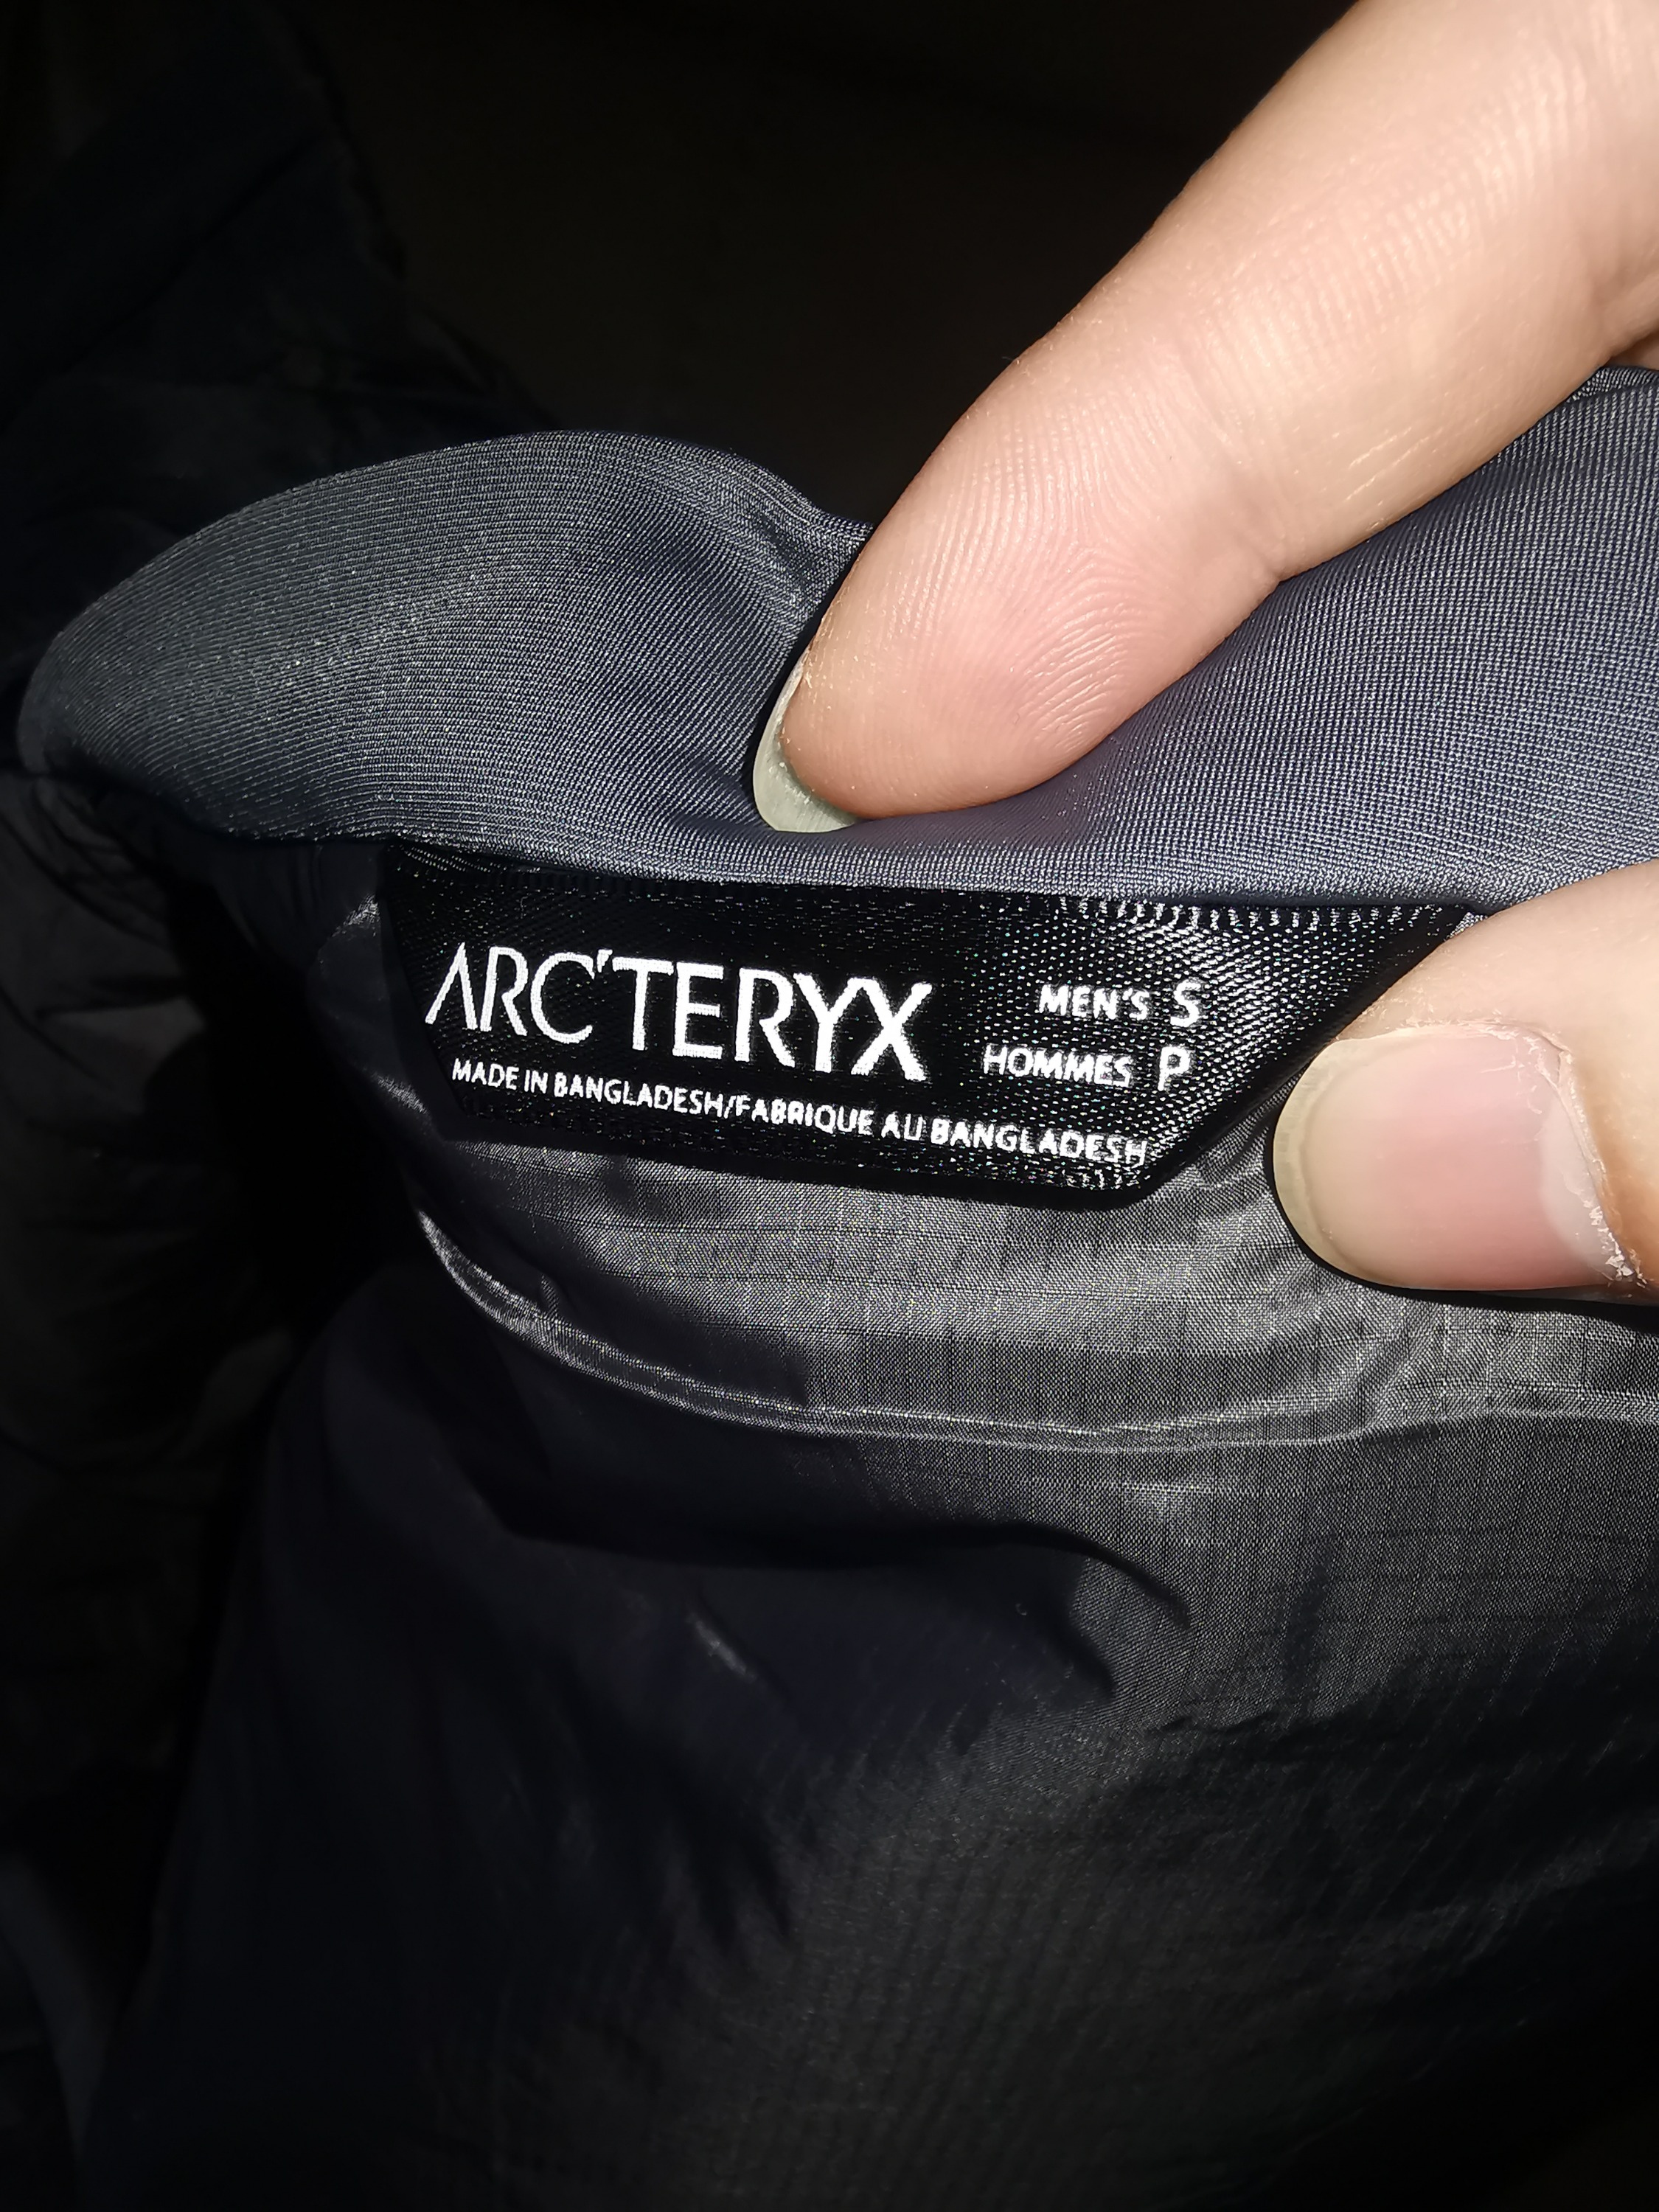 ARC'TERYX
MEN'S S
HOMMES P
MADE IN BANGLADESH/FABRIQUE AU BANGLADESH